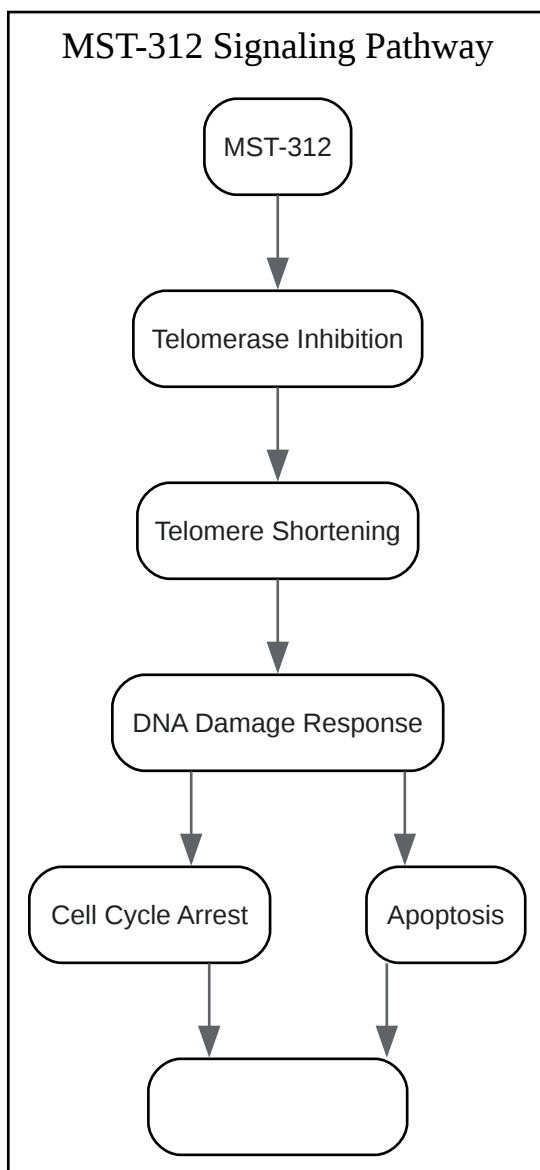 MST-312 Signaling Pathway
MST-312
Telomerase Inhibition
Telomere Shortening
DNA Damage Response
Cell Cycle Arrest
Apoptosis